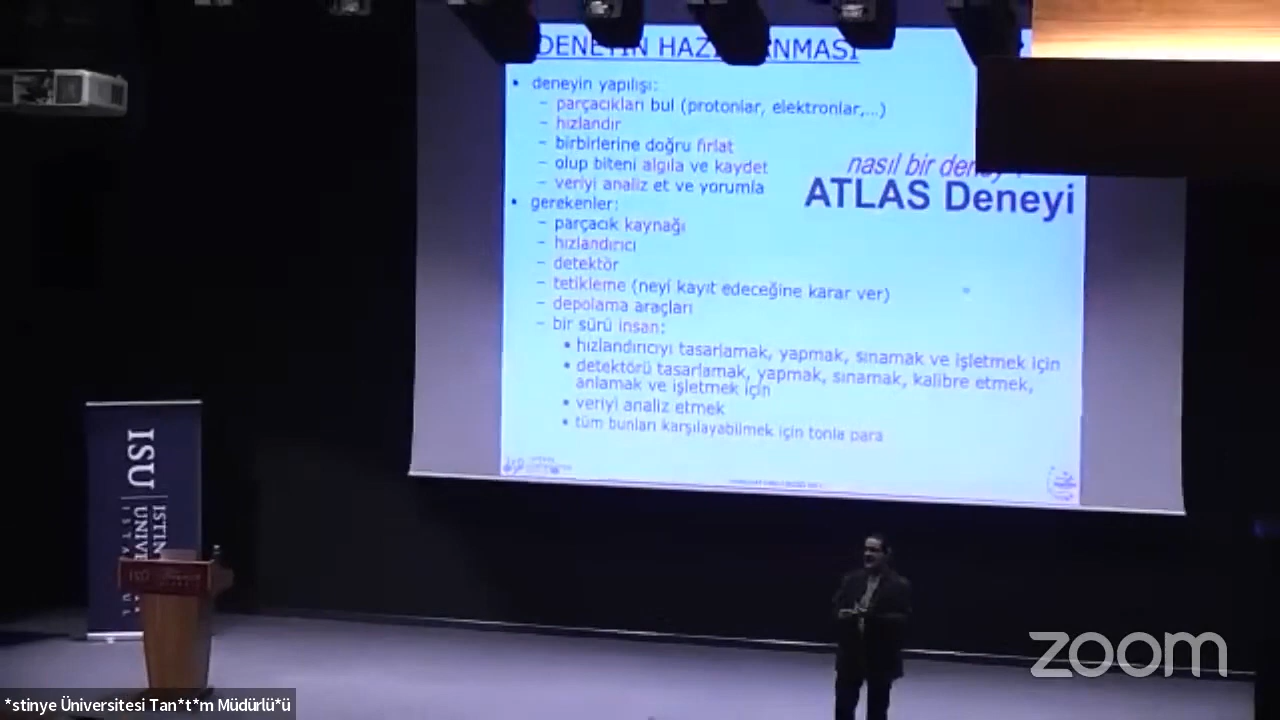 DENEYİN
deneyin yapılışı:
– parçacıkları bul (protonlar, elektronlar,...)
– hızlandır
– birbirlerine doğru fırlat
– olup biteni algıla ve kaydet
– veriyi analiz et ve yorumla
nasıl bir
ATLAS Deneyi
gerekenler:
– parçacık kaynağı
– hızlandırıcı
– detektör
– tetikleme (neyi kayıt edeceğine karar ver)
– depolama araçları
– bir sürü insan:
• hızlandırıcıyı tasarlamak, yapmak, sınamak ve işletmek için
• detektörü tasarlamak, yapmak, sınamak, kalibre etmek,
anlamak ve işletmek için
• veriyi analiz etmek
• tüm bunları karşılayabilmek için tonla para
ISU
zoom
*stinye Üniversitesi Tan*t*m Müdürlü*ü